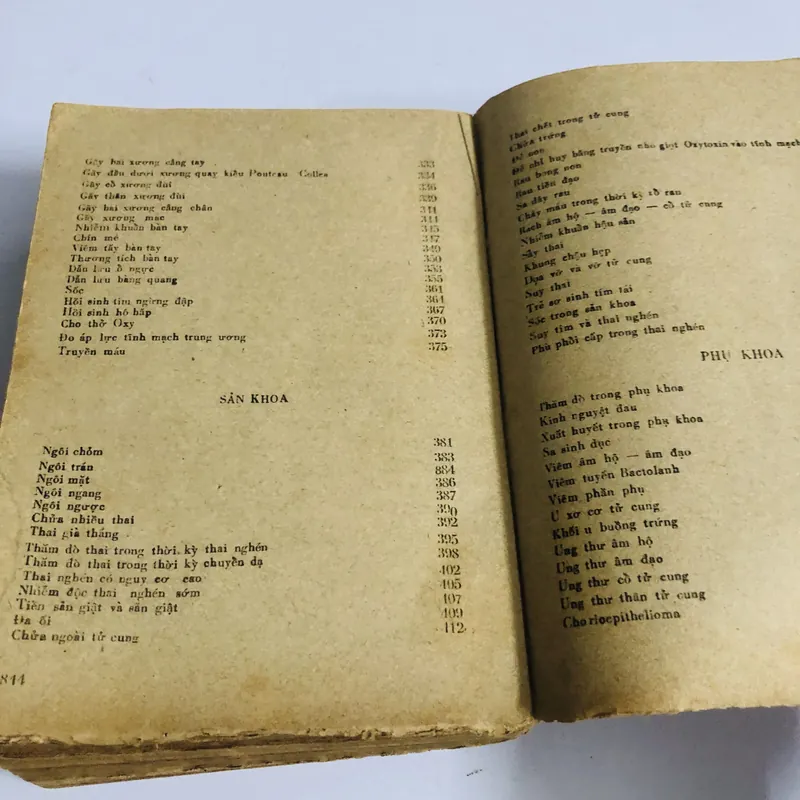 Gãy hai xương cẳng tay 333
Gãy đầu dưới xương quay kiểu Pouteau Colles 334
Gãy cổ xương đùi 336
Gãy thân xương đùi 339
Gãy hai xương cẳng chân 341
Gãy xương mác 344
Nhiễm khuẩn bàn tay 345
Chín mé 347
Viêm tấy bàn tay 349
Thương tích bàn tay 350
Dẫn lưu ổ ngực 353
Dẫn lưu bàng quang 355
Sốc 361
Hồi sinh tim ngừng đập 364
Hồi sinh hô hấp 367
Cho thở Oxy 370
Đo áp lực tĩnh mạch trung ương 373
Truyền máu 375
SẢN KHOA
Ngôi chỏm 381
Ngôi trán 383
Ngôi mặt 884
Ngôi ngang 386
Ngôi ngược 387
Chửa nhiều thai 390
Thai già tháng 392
Thăm dò thai trong thời kỳ thai nghén 395
Thăm dò thai trong thời kỳ chuyển dạ 398
Thai nghén có nguy cơ cao 402
Nhiễm độc thai nghén sớm 405
Tiền sản giật và sản giật 407
Đa ối 409
Chửa ngoài tử cung 412
844
Thai chết trong tử cung
Chửa trứng
Đẻ non
Đẻ chỉ huy bằng truyền nhỏ giọt Oxytoxin vào tĩnh mạch
Rau bong non
Rau tiền đạo
Sa dây rau
Chảy máu trong thời kỳ sổ rau
Rách âm hộ — âm đạo — cổ tử cung
Nhiễm khuẩn hậu sản
Sẩy thai
Khung chậu hẹp
Dọa vỡ và vỡ tử cung
Suy thai
Trẻ sơ sinh tím tái
Sốc trong sản khoa
Suy tim và thai nghén
Phù phổi cấp trong thai nghén
PHỤ KHOA
Thăm dò trong phụ khoa
Kinh nguyệt đau
Xuất huyết trong phụ khoa
Sa sinh dục
Viêm âm hộ — âm đạo
Viêm tuyến Bactolanh
Viêm phần phụ
U xơ cơ tử cung
Khối u buồng trứng
Ung thư âm hộ
Ung thư âm đạo
Ung thư cổ tử cung
Ung thư thân tử cung
Choriocpithelioma